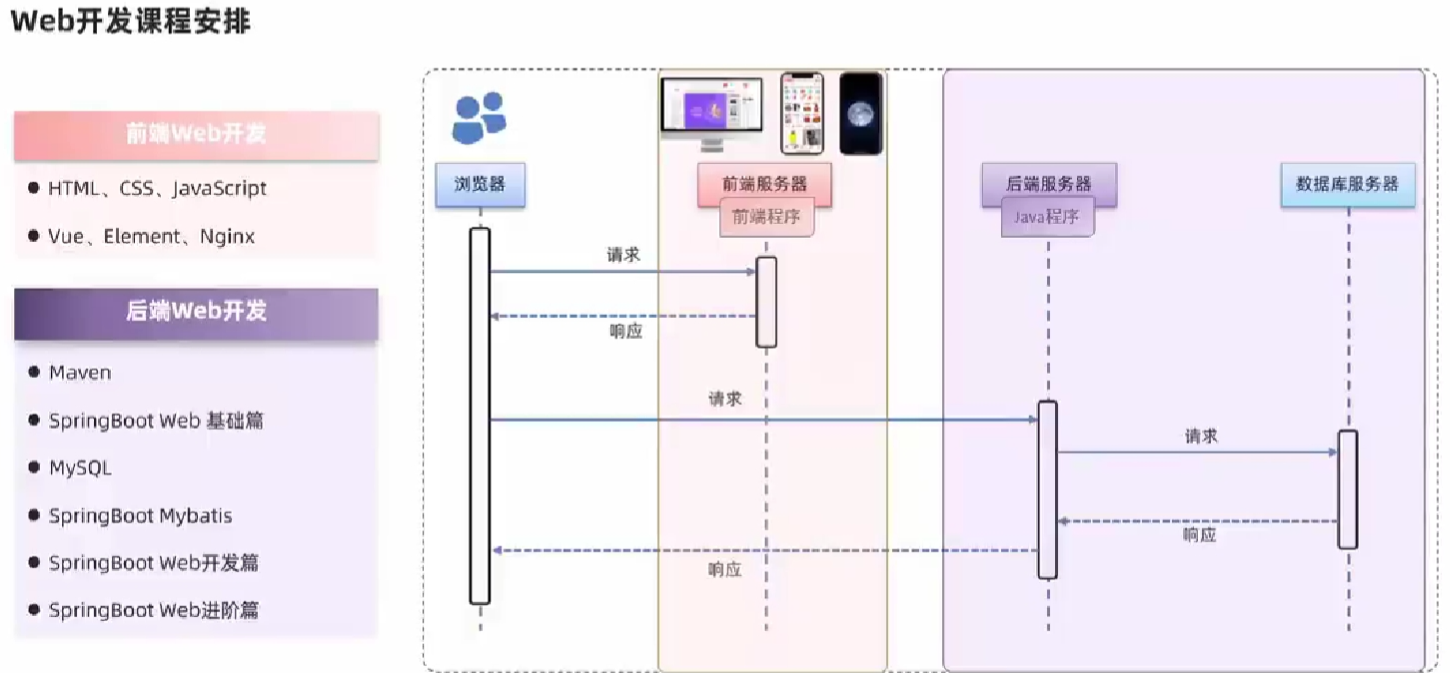 Web开发课程安排
前端Web开发
HTML、CSS、JavaScript
Vue、Element、Nginx
后端Web开发
Maven
SpringBoot Web 基础篇
MySQL
SpringBoot Mybatis
SpringBoot Web开发篇
SpringBoot Web进阶篇
浏览器
前端服务器
前端程序
后端服务器
Java程序
数据库服务器
请求
响应
请求
请求
响应
响应